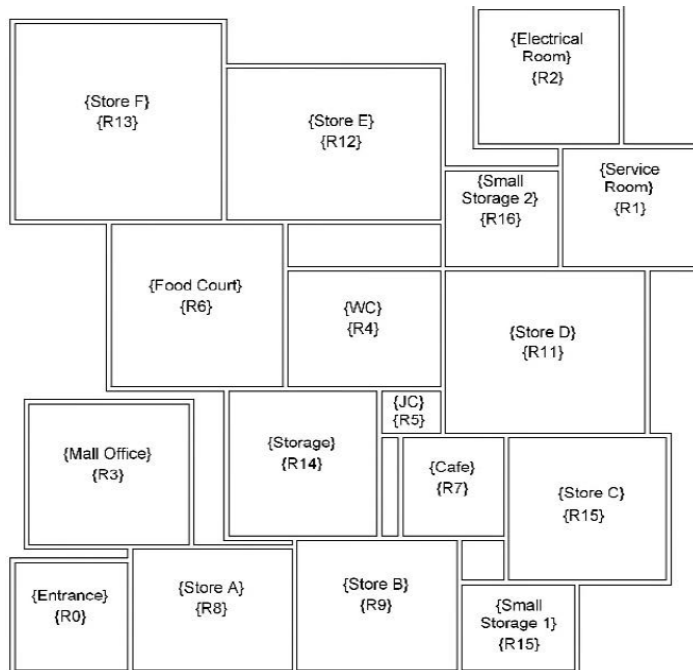 {Electrical
Room}
{R2}
{Store F}
{R13}
{Store E}
{R12}
{Small
Storage 2}
{R16}
{Service
Room}
{R1}
{Food Court}
{R6}
{WC}
{R4}
{Store D}
{R11}
{JC}
{R5}
{Mall Office}
{R3}
{Storage}
{R14}
{Cafe}
{R7}
{Store C}
{R15}
{Entrance}
{R0}
{Store A}
{R8}
{Store B}
{R9}
{Small
Storage 1}
{R15}